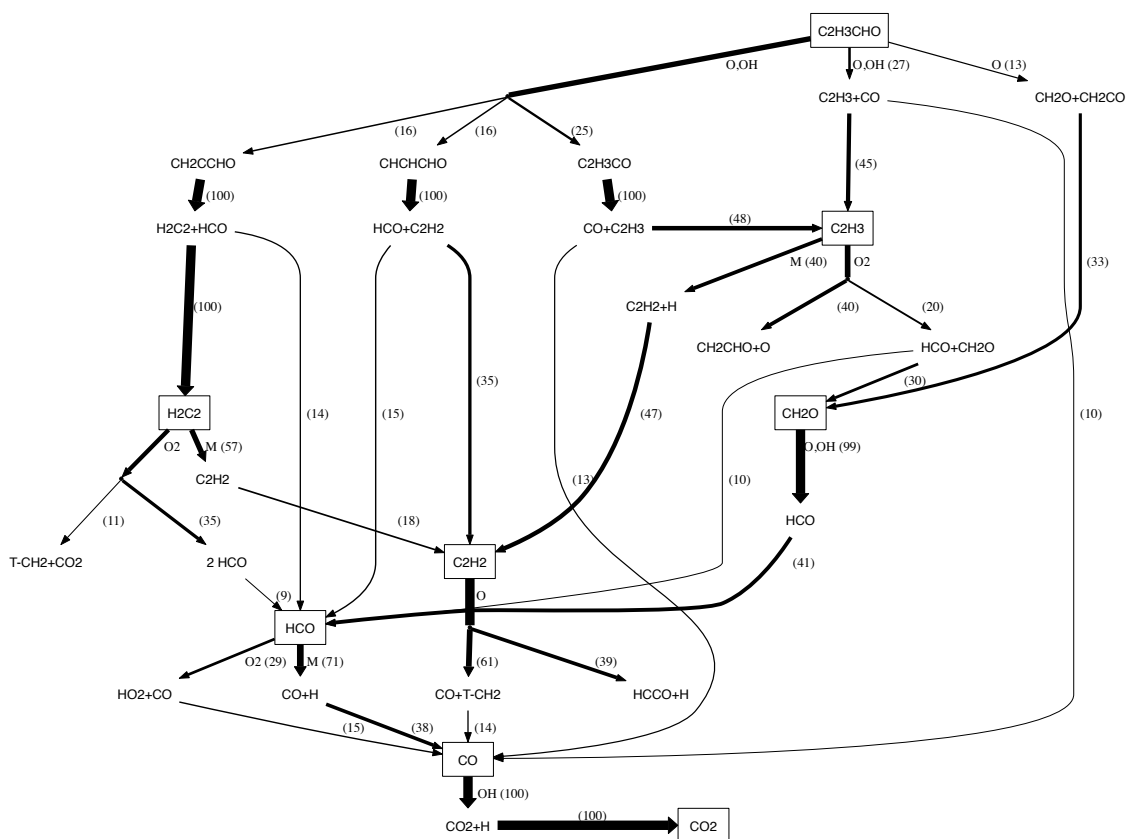 C2H3CHO
O,OH
O,OH (27)
O (13)
C2H3+CO
CH2O+CH2CO
(16)
(16)
(25)
CH2CCHO
CHCHCHO
C2H3CO
(45)
(100)
(100)
(100)
H2C2+HCO
HCO+C2H2
CO+C2H3
(48)
C2H3
M (40)
O2
(33)
(100)
C2H2+H
(40)
(20)
CH2CHO+O
HCO+CH2O
(35)
(30)
H2C2
(14)
(15)
(47)
CH2O
(10)
O2
M (57)
O,OH (99)
C2H2
(13)
(10)
(11)
(35)
(18)
HCO
T-CH2+CO2
2 HCO
C2H2
(41)
(9)
O
HCO
O2 (29)
M (71)
(61)
(39)
HO2+CO
CO+H
CO+T-CH2
HCCO+H
(15)
(38)
(14)
CO
OH (100)
CO2+H
(100)
CO2